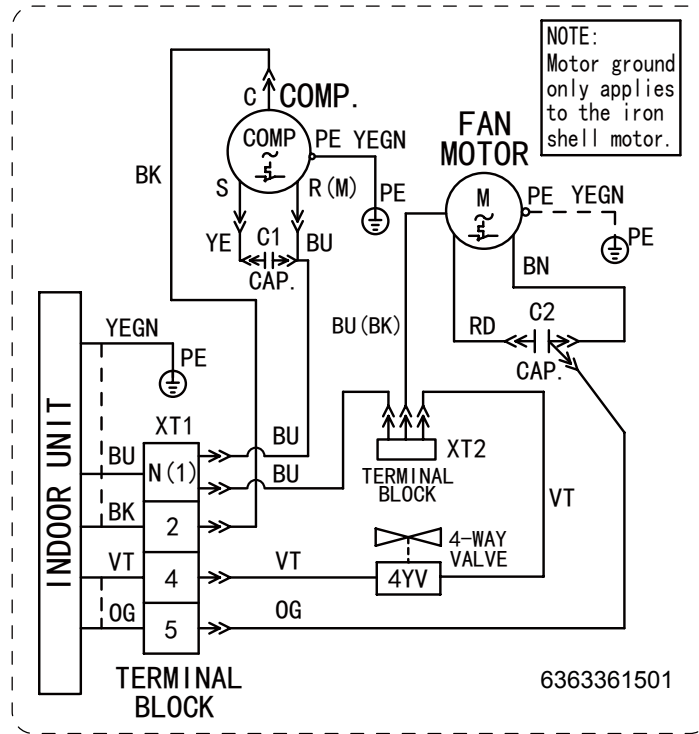 NOTE:
Motor ground
only applies
to the iron
shell motor.
C COMP.
COMP
PE YEGN
S
R(M)
PE
YE
C1
BU
CAP.
BK
FAN
MOTOR
M
PE YEGN
PE
BN
BU(BK)
RD
C2
CAP.
INDOOR UNIT
YEGN
PE
XT1
BU
N(1)
BU
BU
BK
2
VT
4
VT
OG
5
OG
TERMINAL
BLOCK
XT2
TERMINAL
BLOCK
VT
4-WAY
VALVE
4YV
6363361501